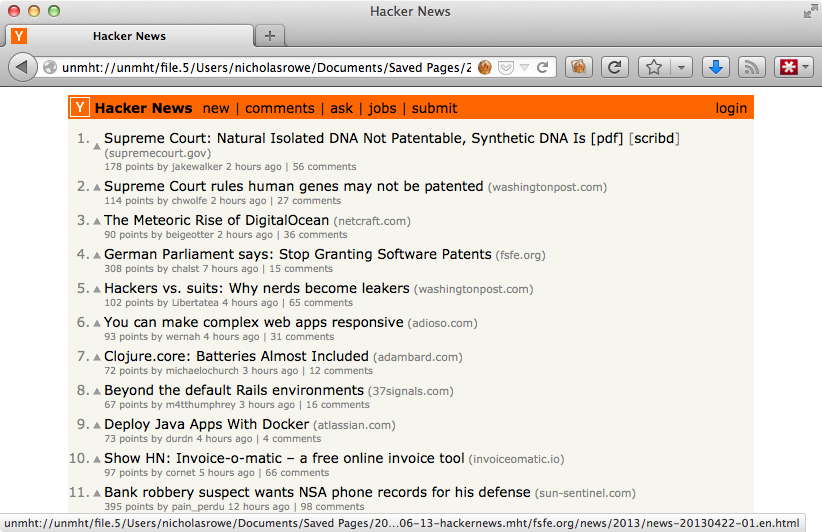 Hacker News
Y Hacker News
unmht://unmht/file.5/Users/nicholasrowe/Documents/Saved Pages/2
Y Hacker News new | comments | ask | jobs | submit login
1. Supreme Court: Natural Isolated DNA Not Patentable, Synthetic DNA Is [pdf] [scribd]
(supremecourt.gov)
178 points by jakewalker 2 hours ago | 56 comments
2. Supreme Court rules human genes may not be patented (washingtonpost.com)
114 points by chwolfe 2 hours ago | 27 comments
3. The Meteoric Rise of DigitalOcean (netcraft.com)
90 points by beigeotter 2 hours ago | 36 comments
4. German Parliament says: Stop Granting Software Patents (fsfe.org)
308 points by chalst 7 hours ago | 15 comments
5. Hackers vs. suits: Why nerds become leakers (washingtonpost.com)
102 points by Libertatea 4 hours ago | 65 comments
6. You can make complex web apps responsive (adioso.com)
93 points by wernah 4 hours ago | 31 comments
7. Clojure.core: Batteries Almost Included (adambard.com)
72 points by michaelochurch 3 hours ago | 12 comments
8. Beyond the default Rails environments (37signals.com)
67 points by m4tthumphrey 3 hours ago | 16 comments
9. Deploy Java Apps With Docker (atlassian.com)
73 points by durdn 4 hours ago | 4 comments
10. Show HN: Invoice-o-matic – a free online invoice tool (invoiceomatic.io)
97 points by cornet 5 hours ago | 66 comments
11. Bank robbery suspect wants NSA phone records for his defense (sun-sentinel.com)
395 points by pain_perdu 12 hours ago | 98 comments
unmht://unmht/file.5/Users/nicholasrowe/Documents/Saved Pages/20...06-13-hackernews.mht/fsfe.org/news/2013/news-20130422-01.en.html